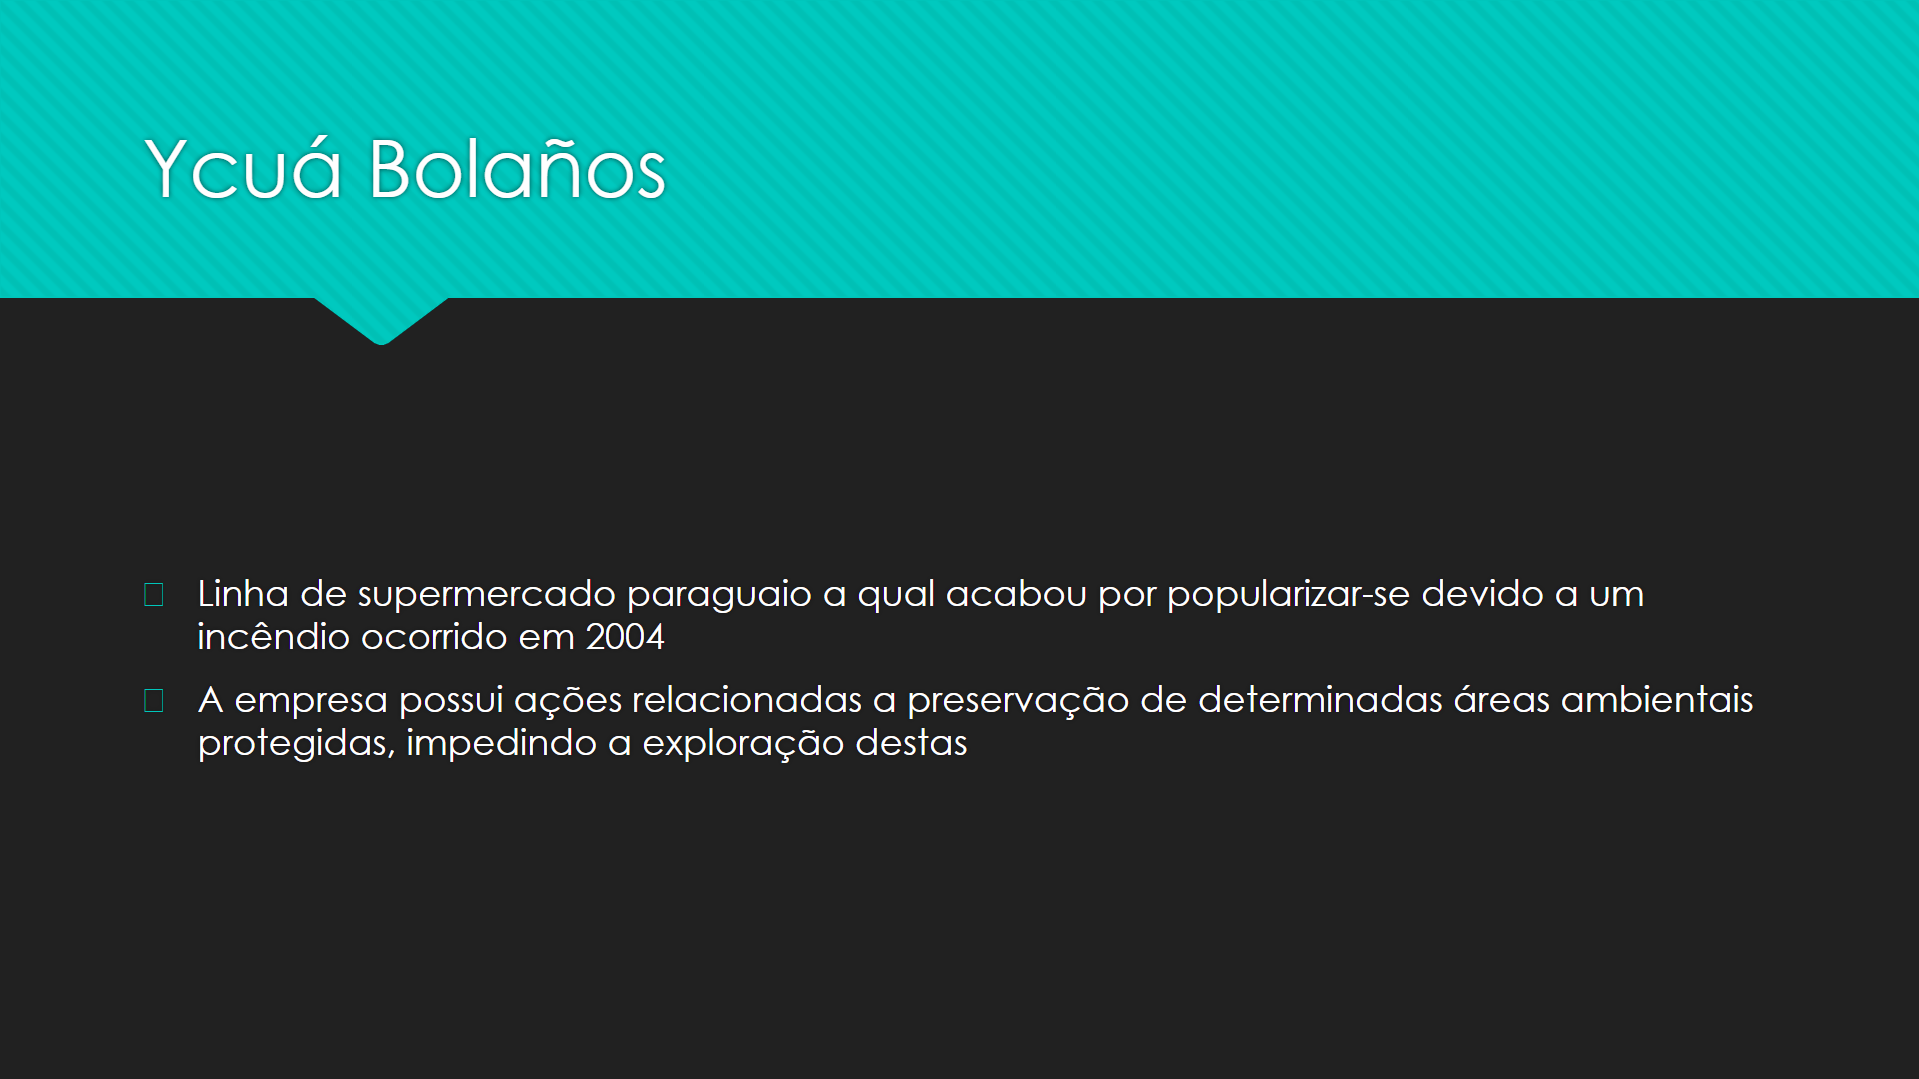 Ycuá Bolaños
Linha de supermercado paraguaio a qual acabou por popularizar-se devido a um
incêndio ocorrido em 2004
A empresa possui ações relacionadas a preservação de determinadas áreas ambientais
protegidas, impedindo a exploração destas